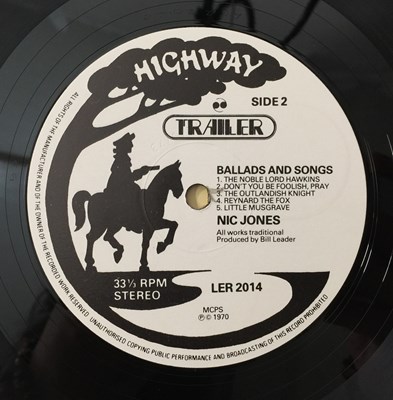 HIGHWAY
SIDE 2
TRAILER
BALLADS AND SONGS
1. THE NOBLE LORD HAWKINS
2. DON'T YOU BE FOOLISH, PRAY
3. THE OUTLANDISH KNIGHT
4. REYNARD THE FOX
5. LITTLE MUSGRAVE
NIC JONES
All works traditional
Produced by Bill Leader
33⅓ RPM
STEREO
LER 2014
MCPS
Ⓟ © 1970
ALL RIGHTS OF THE MANUFACTURER AND OF THE OWNER OF THE RECORDED WORK RESERVED. UNAUTHORISED COPYING PUBLIC PERFORMANCE AND BROADCASTING OF THIS RECORD PROHIBITED